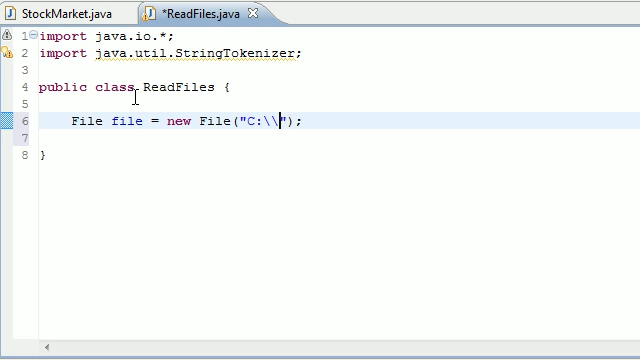 StockMarket.java
*ReadFiles.java
1 import java.io.*;
2 import java.util.StringTokenizer;
3
4 public class ReadFiles {
5
6 File file = new File("C:\\");
7
8 }